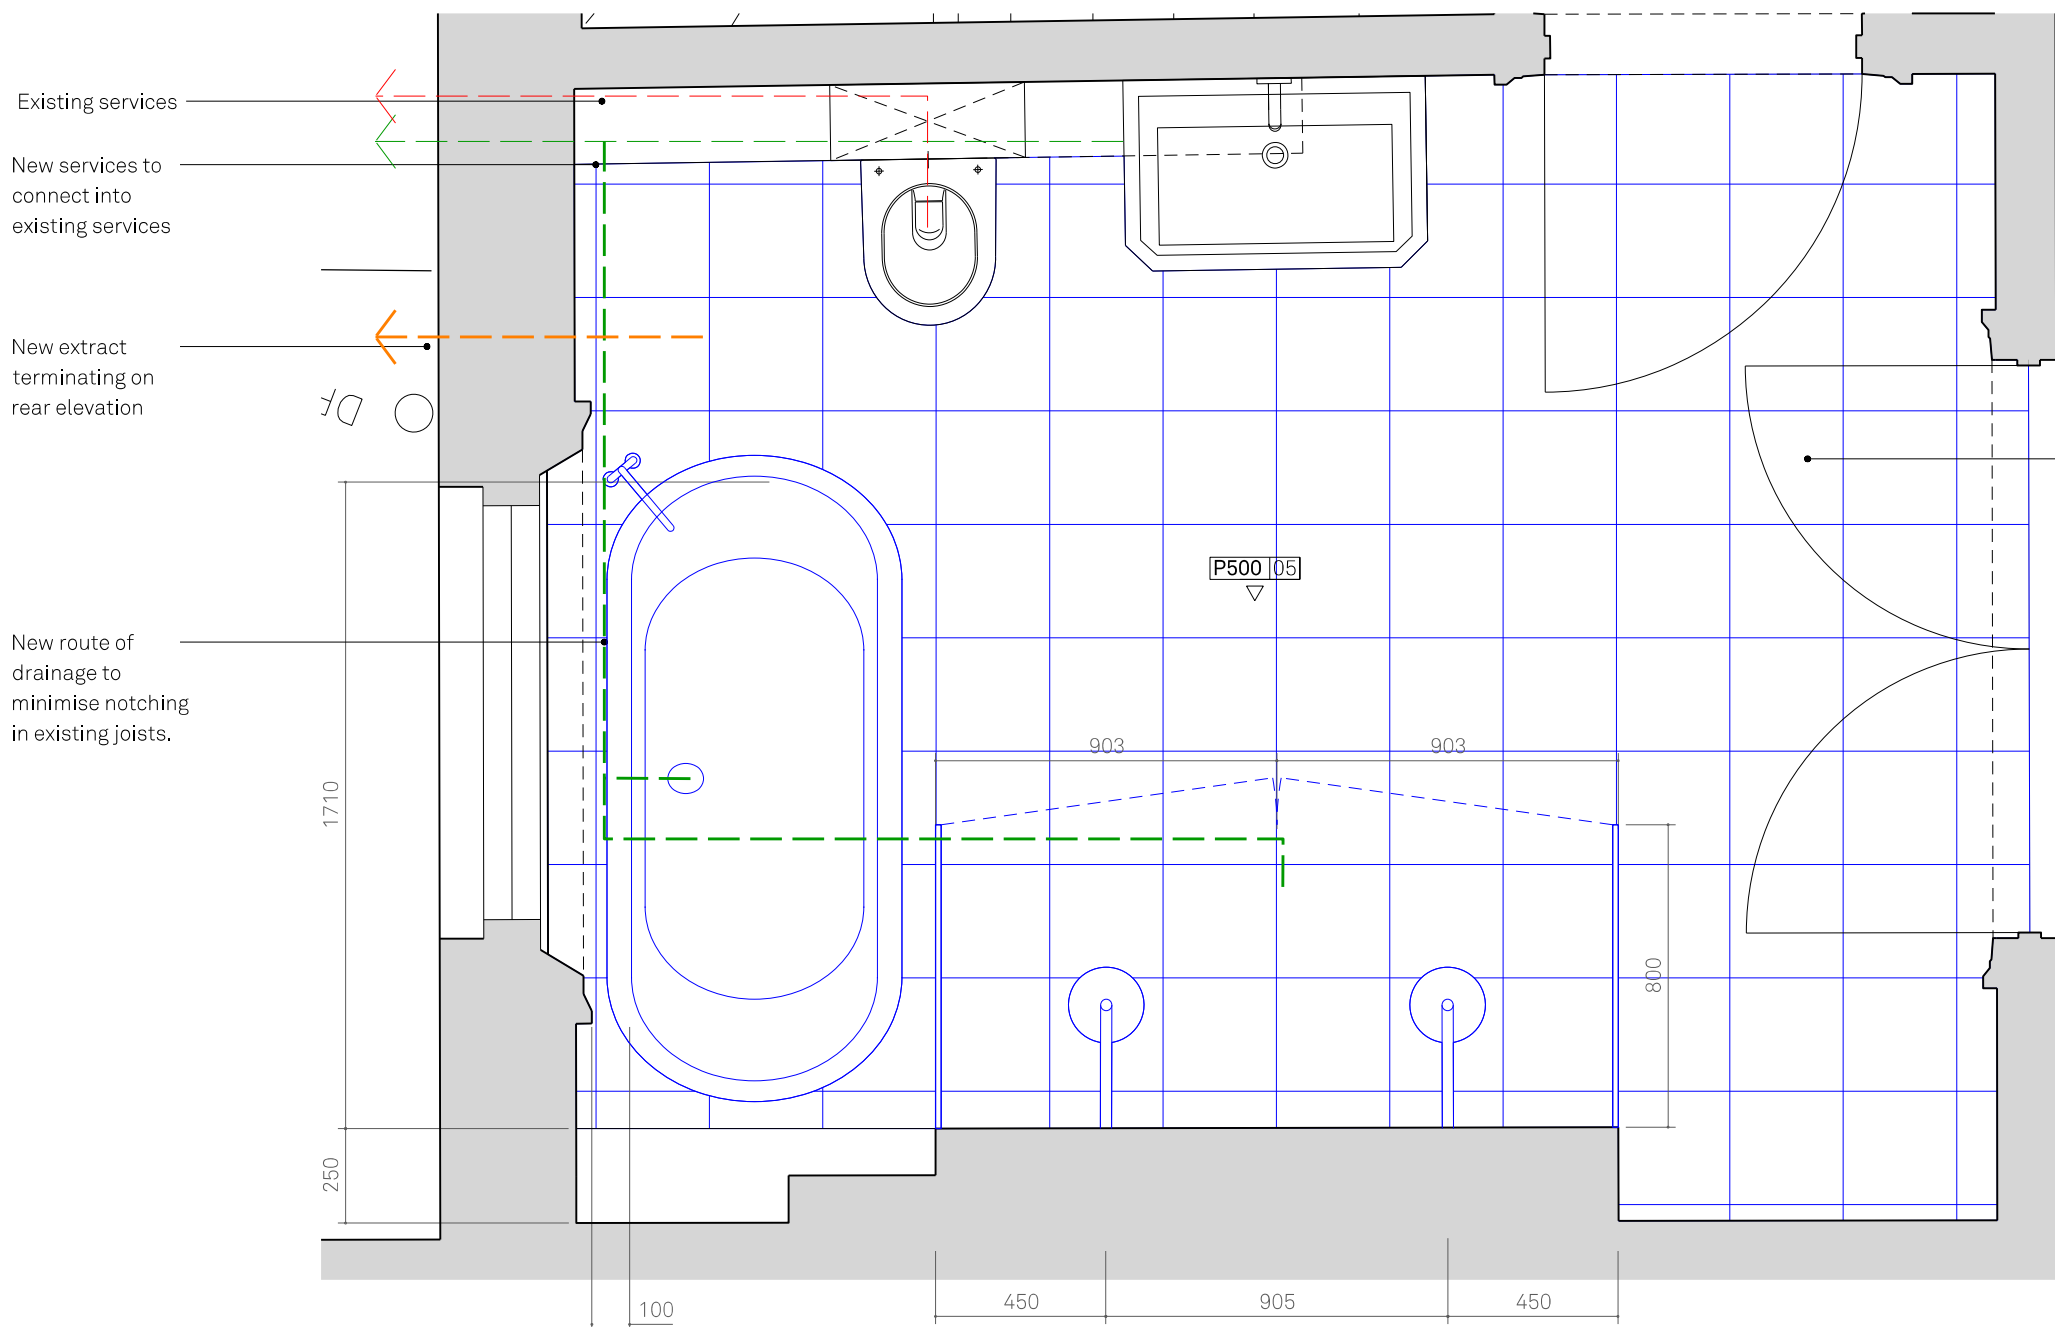 Existing services
New services to
connect into
existing services
New extract
terminating on
rear elevation
P500 05
New route of
drainage to
minimise notching
in existing joists.
903
903
1710
800
250
100
450
905
450